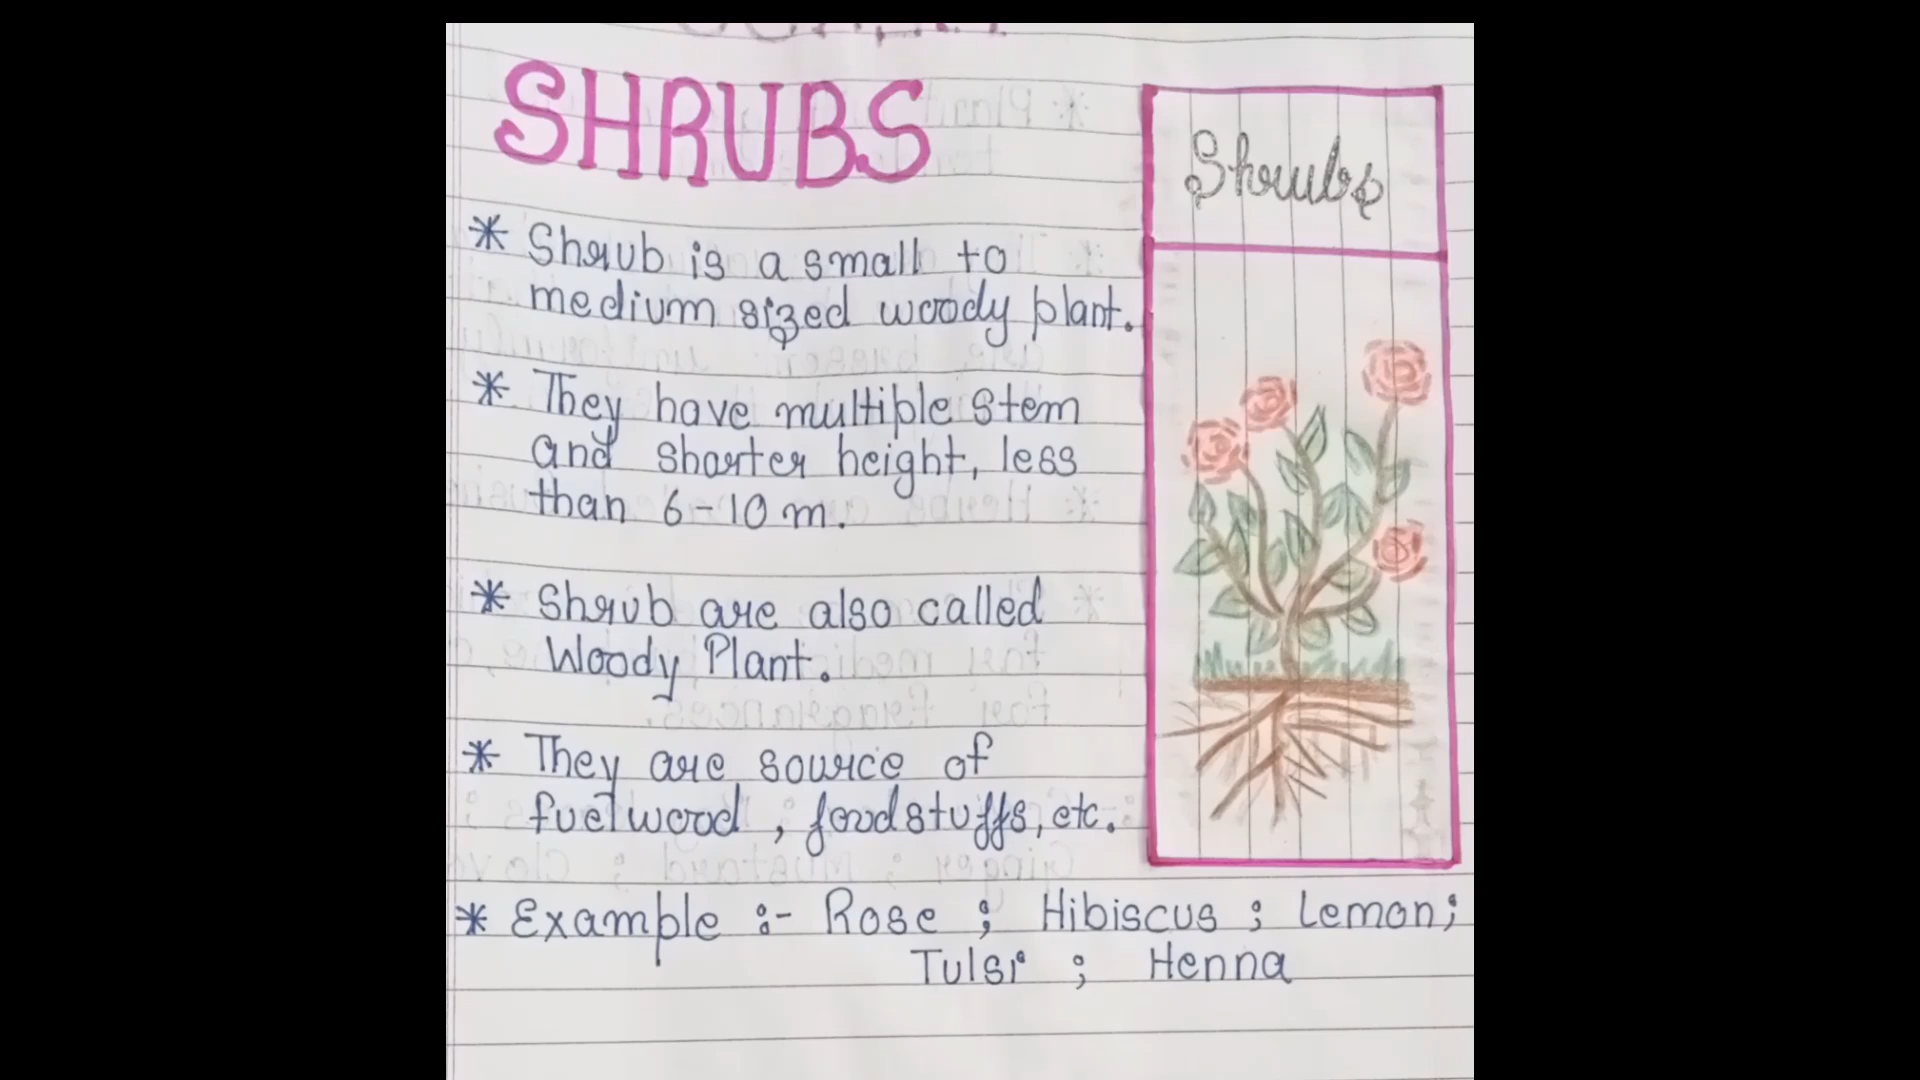 SHRUBS
Shrubs
* Shrub is a small to
medium sized woody plant.
* They have multiple stem
and shorter height, less
than 6-10 m.
* Shrub are also called
Woody Plant.
* They are source of
fuelwood, foodstuffs, etc.
* Example :- Rose ; Hibiscus ; Lemon;
Tulsi ; Henna